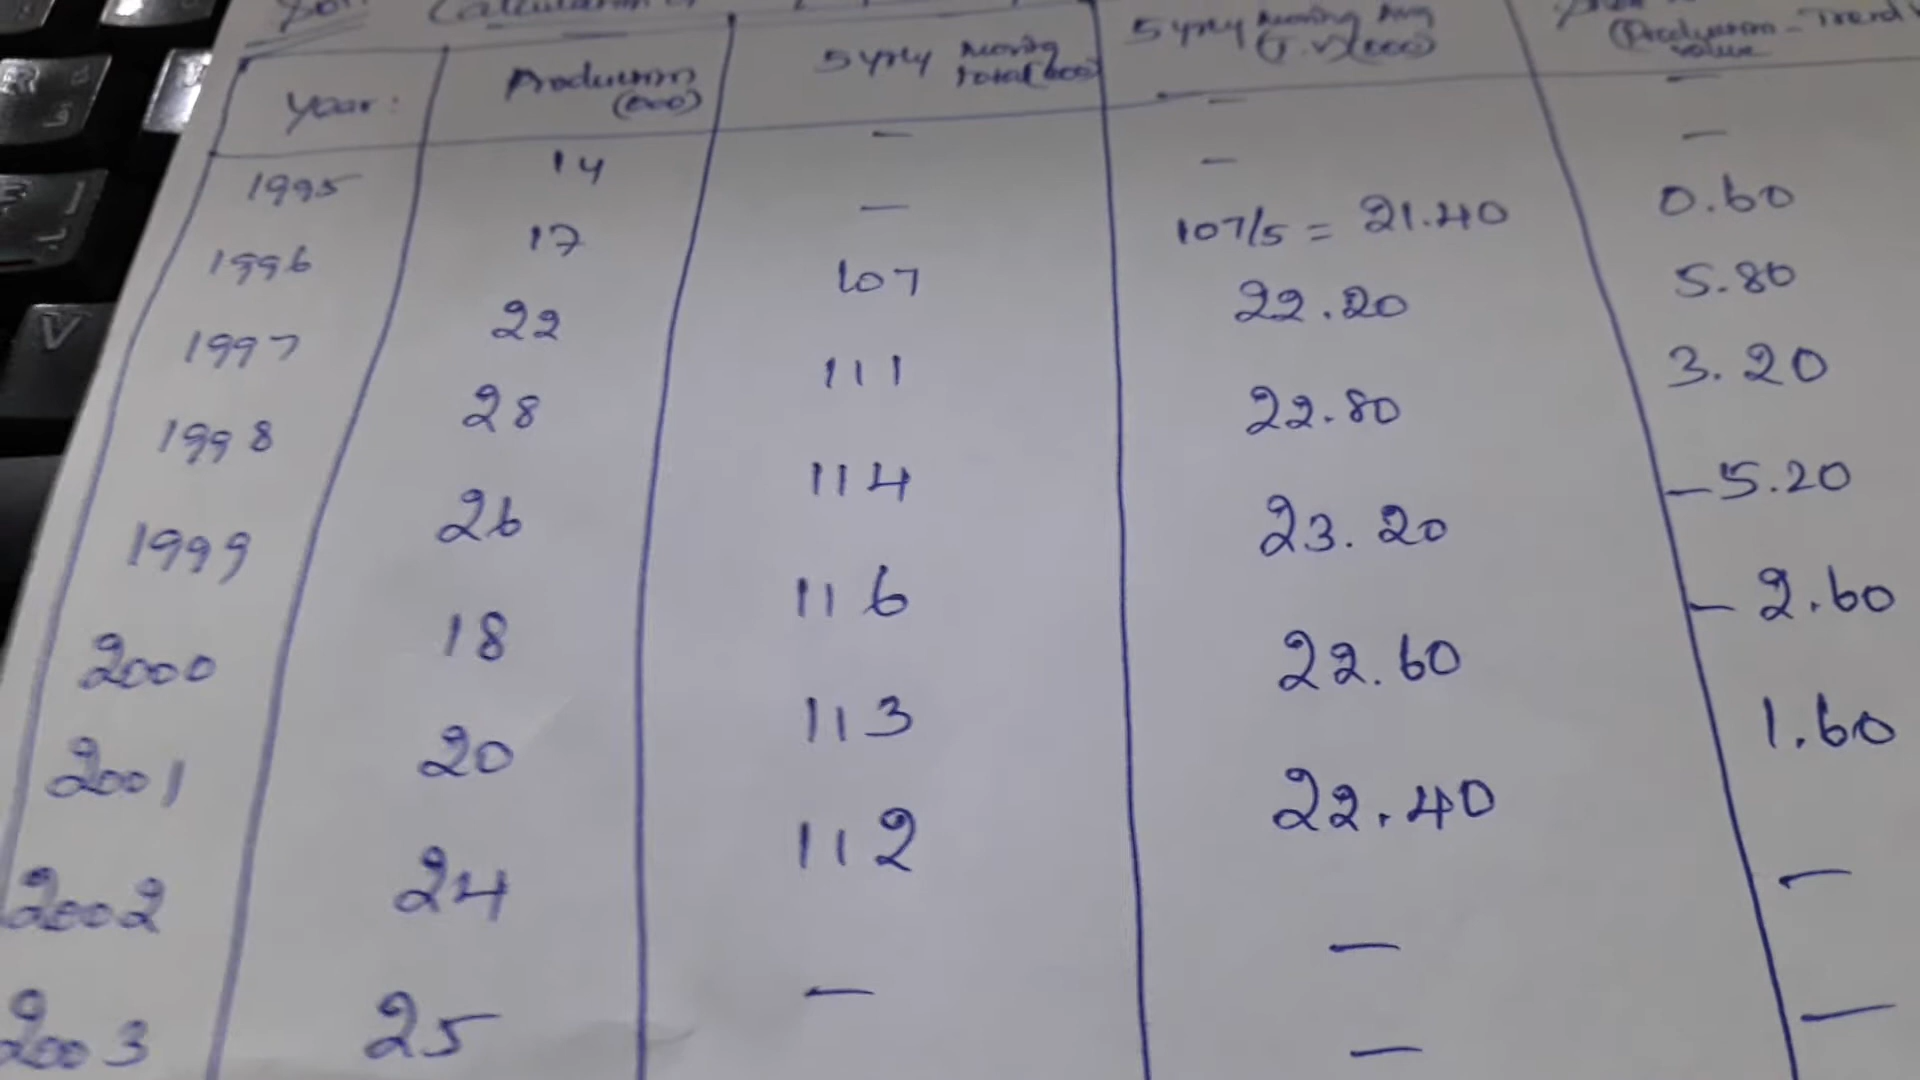 Year: Production (000) 5 yrly moving total (000) 5 yrly moving Avg (T.V) (000) (Production - Trend value
1995 14 — — —
1996 17 — — —
1997 22 107 107/5 = 21.40 0.60
1998 28 111 22.20 5.80
1999 26 114 22.80 3.20
2000 18 116 23.20 -5.20
2001 20 113 22.60 -2.60
2002 24 112 22.40 1.60
2003 25 — — —
— —